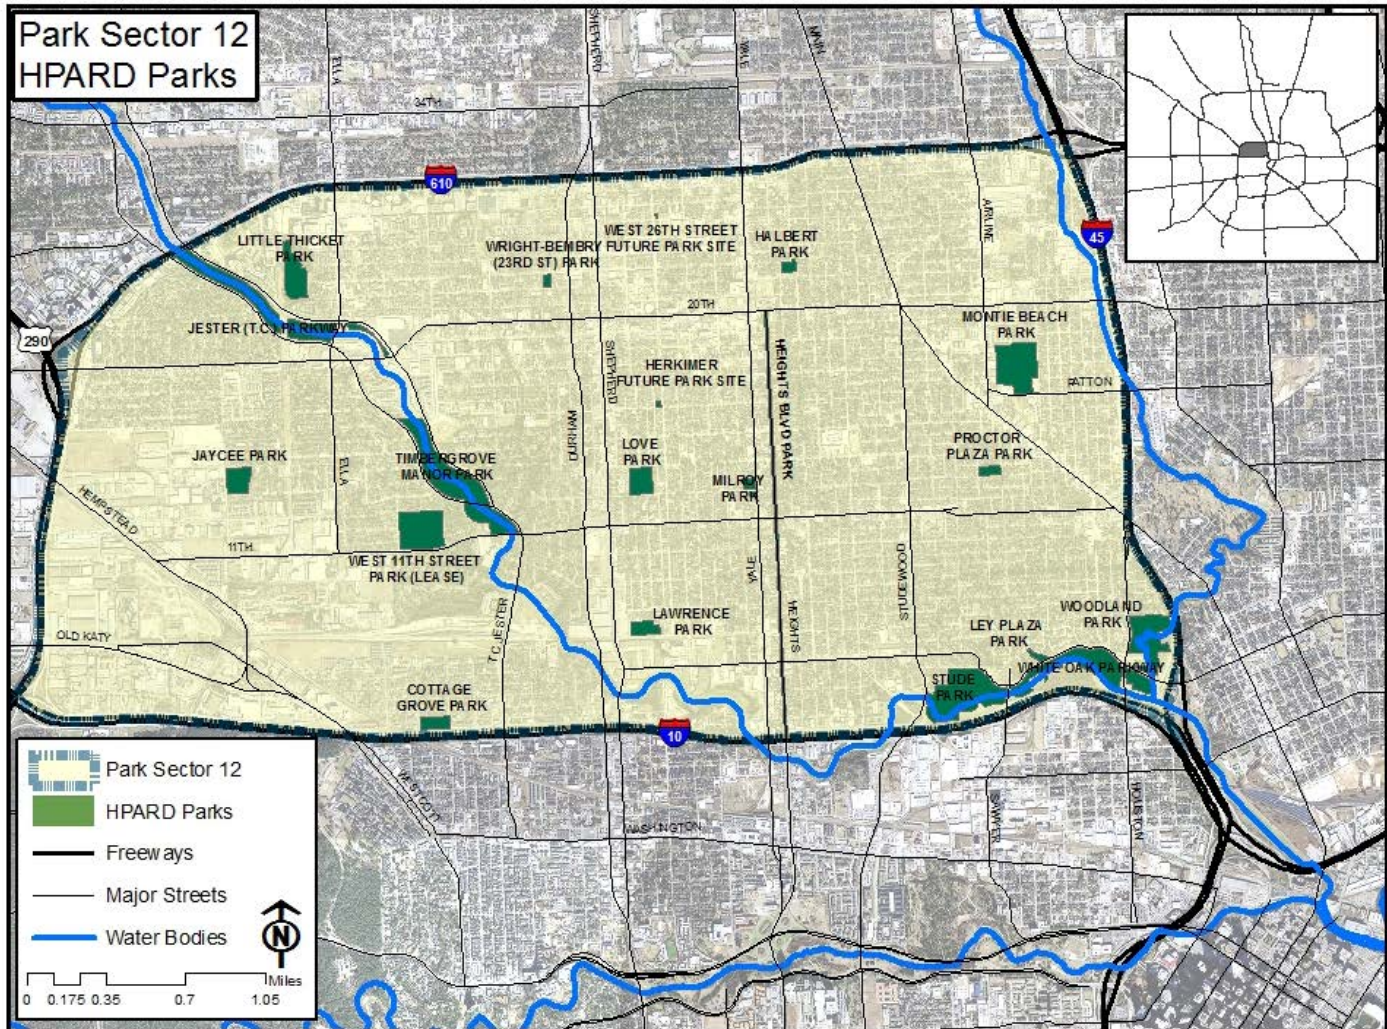 Park Sector 12
HPARD Parks
SHEPHERD
YALE
MAIN
ELLA
34TH
610
45
AIRLINE
LITTLE THICKET
PARK
WRIGHT-BEMBRY
(23RD ST) PARK
WEST 26TH STREET
FUTURE PARK SITE
HALBERT
PARK
290
JESTER (T.C.) PARKWAY
20TH
MONTIE BEACH
PARK
PATTON
SHEPHERD
HERKIMER
FUTURE PARK SITE
HEIGHTS BLVD PARK
DURHAM
JAYCEE PARK
ELLA
TIMBERGROVE
MANOR PARK
LOVE
PARK
MILROY
PARK
PROCTOR
PLAZA PARK
HEMPSTEAD
11TH
WEST 11TH STREET
PARK (LEASE)
YALE
STUDEWOOD
HEIGHTS
T C JESTER
LAWRENCE
PARK
LEY PLAZA
PARK
WOODLAND
PARK
OLD KATY
WHITE OAK PARKWAY
STUDE
PARK
COTTAGE
GROVE PARK
10
WESTCOTT
WASHINGTON
SAWYER
HOUSTON
Park Sector 12
HPARD Parks
Freeways
Major Streets
Water Bodies
N
Miles
0 0.175 0.35 0.7 1.05